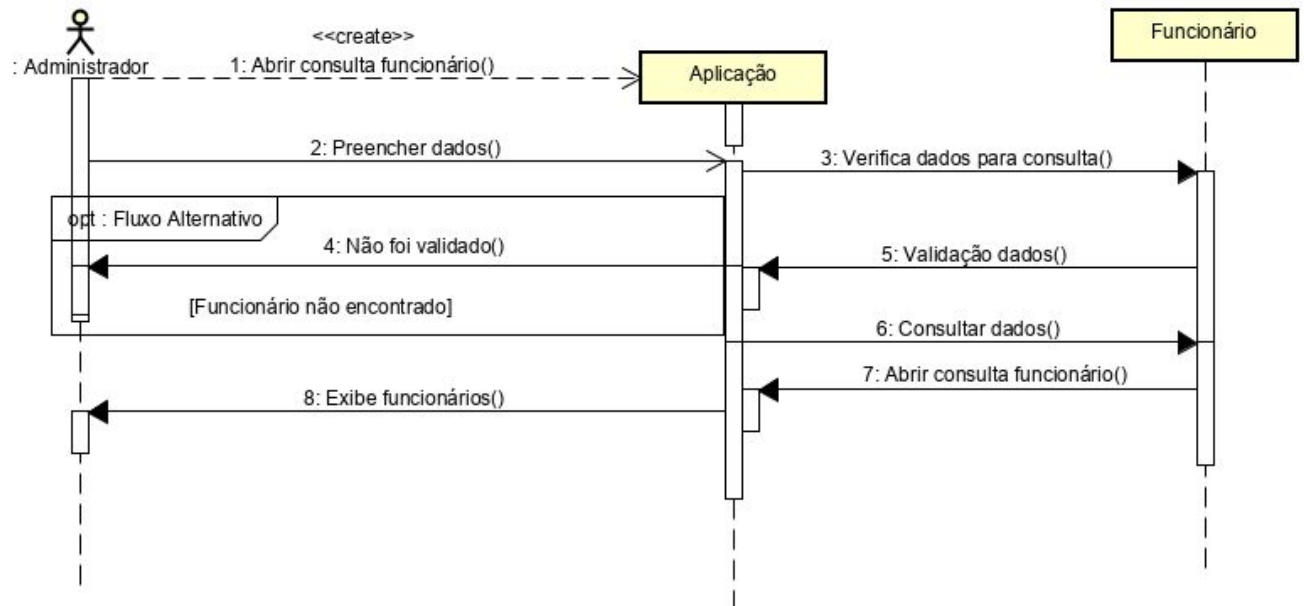 Funcionário
<<create>>
: Administrador
1: Abrir consulta funcionário()
Aplicação
2: Preencher dados()
3: Verifica dados para consulta()
opt : Fluxo Alternativo
4: Não foi validado()
5: Validação dados()
[Funcionário não encontrado]
6: Consultar dados()
7: Abrir consulta funcionário()
8: Exibe funcionários()